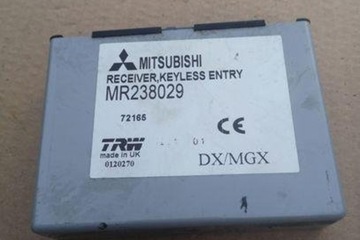 MITSUBISHI
RECEIVER,KEYLESS ENTRY
MR238029
72165
TRW 01
made in UK
0120270
CE
DX/MGX